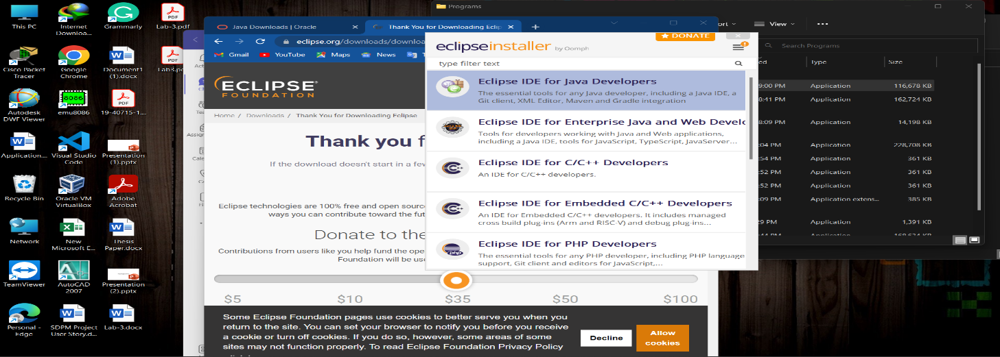 This PC
Internet
Downloa...
Grammarly
Lab-3.pdf
Cisco Packet
Tracer
Google
Chrome
Document1
(1).docx
Lab3.p
Autodesk
DWF Viewer
8086
emu8086
19-40715-1...
Application....
Visual Studio
Code
Presentation
(1).pptx
Recycle Bin
Oracle VM
VirtualBox
Adobe
Acrobat
Network
New
Microsoft E...
Thesis
Paper.docx
TeamViewer
AutoCAD
2007
Presentation
(2).pptx
Personal -
Edge
SDPM Project
User Story.d...
Lab-3.docx
Java Downloads | Oracle
Thank You for Downloading Eclip
eclipse.org/downloads/downloa
Gmail
YouTube
Maps
News
ECLIPSE
FOUNDATION
Home / Downloads / Thank You for Downloading Eclipse
Thank you f
If the download doesn't start in a few
Eclipse technologies are 100% free and open sourc
ways you can contribute toward the fut
Donate to the
Contributions from users like you help fund the ope
Foundation will be use
$5 $10 $35 $50 $100
Some Eclipse Foundation pages use cookies to better serve you when you
return to the site. You can set your browser to notify you before you receive
a cookie or turn off cookies. If you do so, however, some areas of some
sites may not function properly. To read Eclipse Foundation Privacy Policy
Decline
Allow
cookies
DONATE
eclipseinstaller by Oomph
type filter text
Eclipse IDE for Java Developers
The essential tools for any Java developer, including a Java IDE, a
Git client, XML Editor, Maven and Gradle integration
Eclipse IDE for Enterprise Java and Web Develo
Tools for developers working with Java and Web applications,
including a Java IDE, tools for JavaScript, TypeScript, JavaServer...
Eclipse IDE for C/C++ Developers
An IDE for C/C++ developers.
Eclipse IDE for Embedded C/C++ Developers
An IDE for Embedded C/C++ developers. It includes managed
cross build plug-ins (Arm and RISC-V) and debug plug-ins...
Eclipse IDE for PHP Developers
The essential tools for any PHP developer, including PHP language
support, Git client and editors for JavaScript,...
Programs
ort
View
Search Programs
ed Type Size
9:00 PM Application 116,678 KB
8:41 PM Application 162,724 KB
8:09 PM Application 14,198 KB
:04 PM Application 228,708 KB
:54 PM Application 361 KB
:52 PM Application 361 KB
:52 PM Application 361 KB
:09 PM Application exten... 385 KB
:29 PM Application 1,391 KB